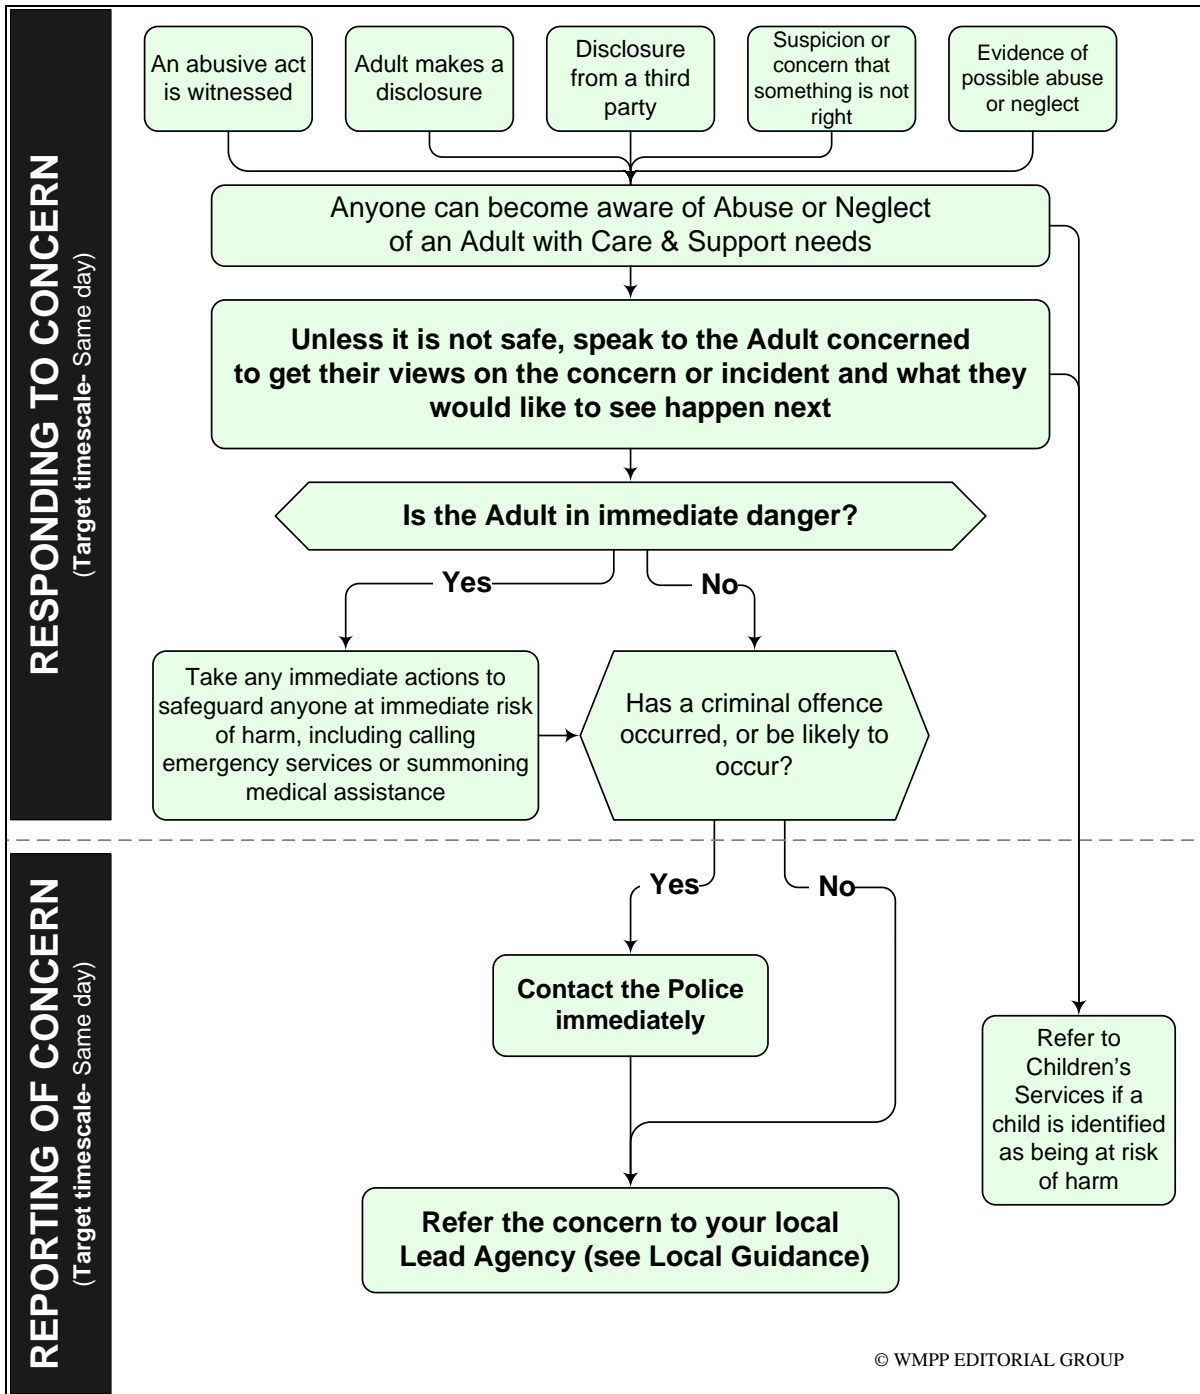 RESPONDING TO CONCERN
(Target timescale- Same day)
An abusive act
is witnessed
Adult makes a
disclosure
Disclosure
from a third
party
Suspicion or
concern that
something is not
right
Evidence of
possible abuse
or neglect
Anyone can become aware of Abuse or Neglect
of an Adult with Care & Support needs
Unless it is not safe, speak to the Adult concerned
to get their views on the concern or incident and what they
would like to see happen next
Is the Adult in immediate danger?
Yes
No
Take any immediate actions to
safeguard anyone at immediate risk
of harm, including calling
emergency services or summoning
medical assistance
Has a criminal offence
occurred, or be likely to
occur?
REPORTING OF CONCERN
(Target timescale- Same day)
Yes
No
Contact the Police
immediately
Refer to
Children's
Services if a
child is identified
as being at risk
of harm
Refer the concern to your local
Lead Agency (see Local Guidance)
© WMPP EDITORIAL GROUP